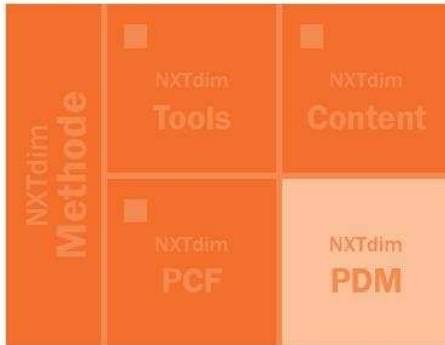 NXTdim
Methode
NXTdim
Tools
NXTdim
Content
NXTdim
PCF
NXTdim
PDM